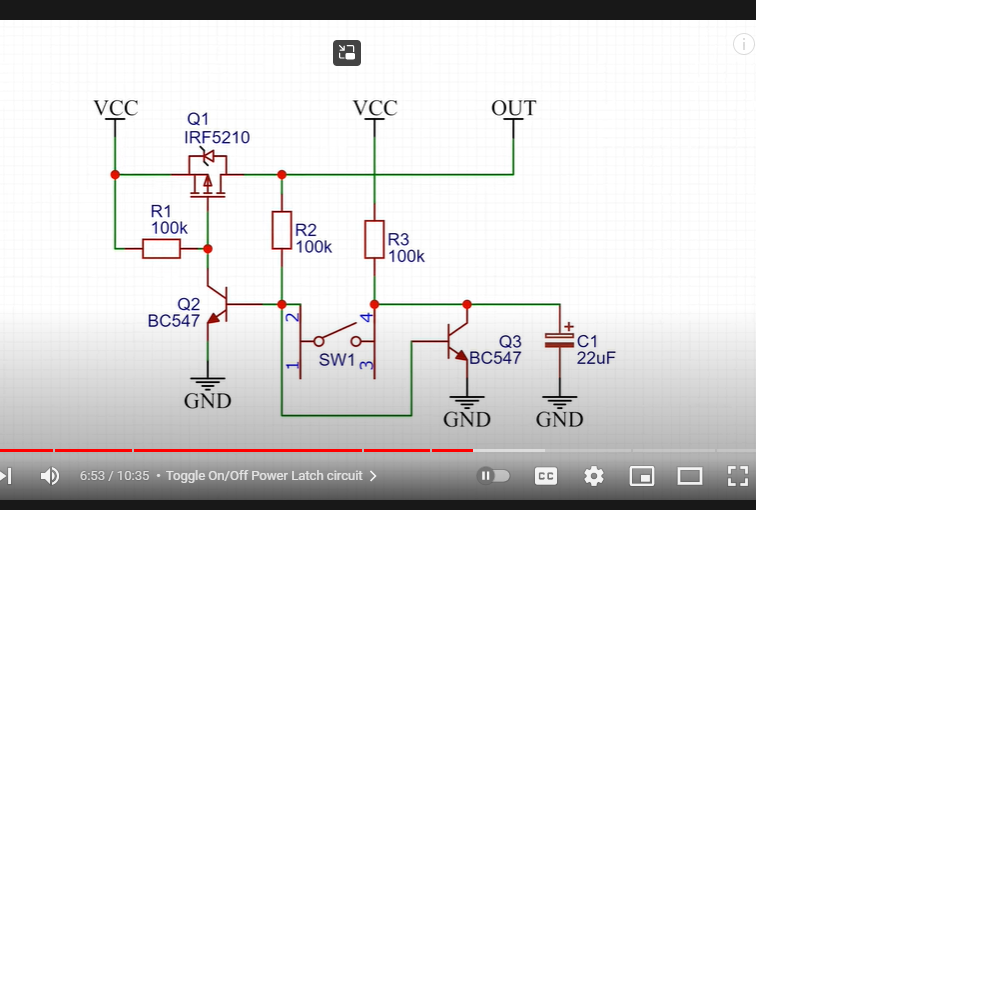 VCC
VCC
OUT
Q1
IRF5210
R1
100k
R2
100k
R3
100k
Q2
BC547
2
1
SW1
4
3
Q3
BC547
+
C1
22uF
GND
GND
GND
6:53 / 10:35 • Toggle On/Off Power Latch circuit
CC